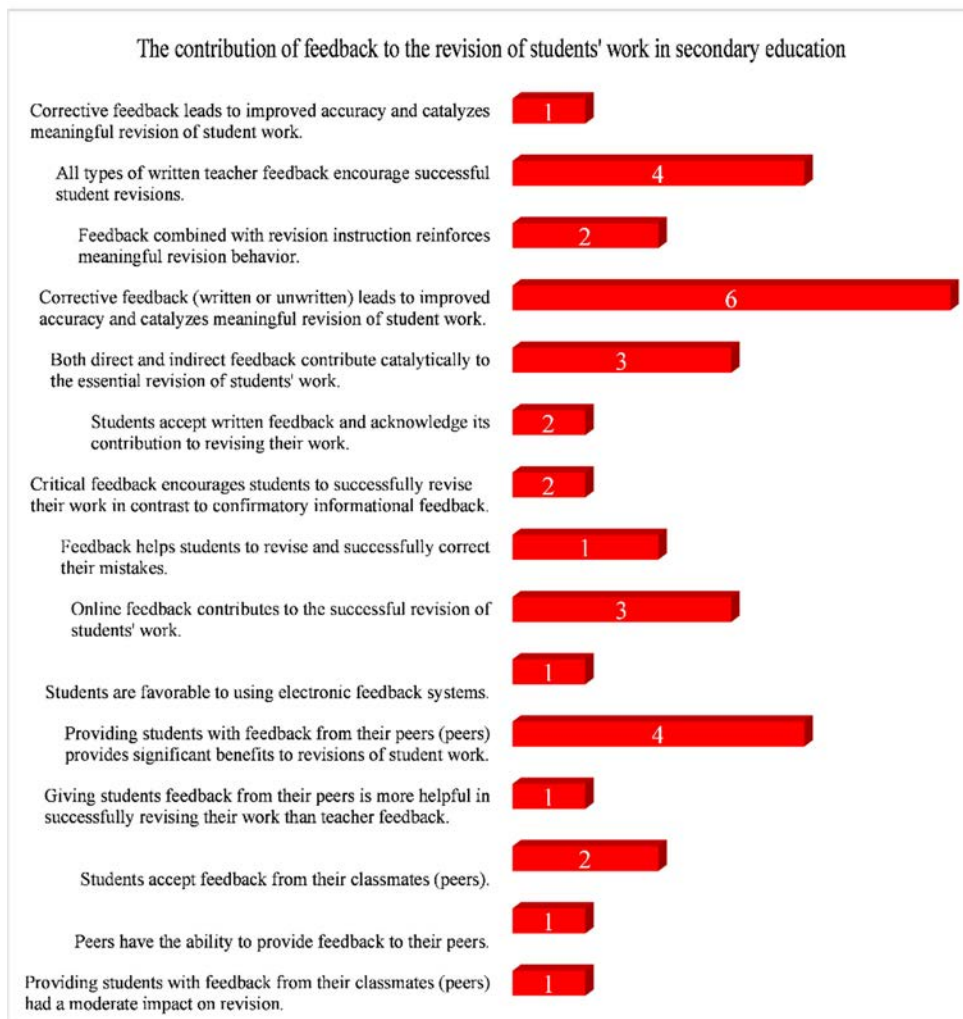 The contribution of feedback to the revision of students' work in secondary education
Corrective feedback leads to improved accuracy and catalyzes
meaningful revision of student work.
1
All types of written teacher feedback encourage successful
student revisions.
4
Feedback combined with revision instruction reinforces
meaningful revision behavior.
2
Corrective feedback (written or unwritten) leads to improved
accuracy and catalyzes meaningful revision of student work.
6
Both direct and indirect feedback contribute catalytically to
the essential revision of students' work.
3
Students accept written feedback and acknowledge its
contribution to revising their work.
2
Critical feedback encourages students to successfully revise
their work in contrast to confirmatory informational feedback.
2
Feedback helps students to revise and successfully correct
their mistakes.
1
Online feedback contributes to the successful revision of
students' work.
3
Students are favorable to using electronic feedback systems.
1
Providing students with feedback from their peers (peers)
provides significant benefits to revisions of student work.
4
Giving students feedback from their peers is more helpful in
successfully revising their work than teacher feedback.
1
Students accept feedback from their classmates (peers).
2
Peers have the ability to provide feedback to their peers.
1
Providing students with feedback from their classmates (peers)
had a moderate impact on revision.
1